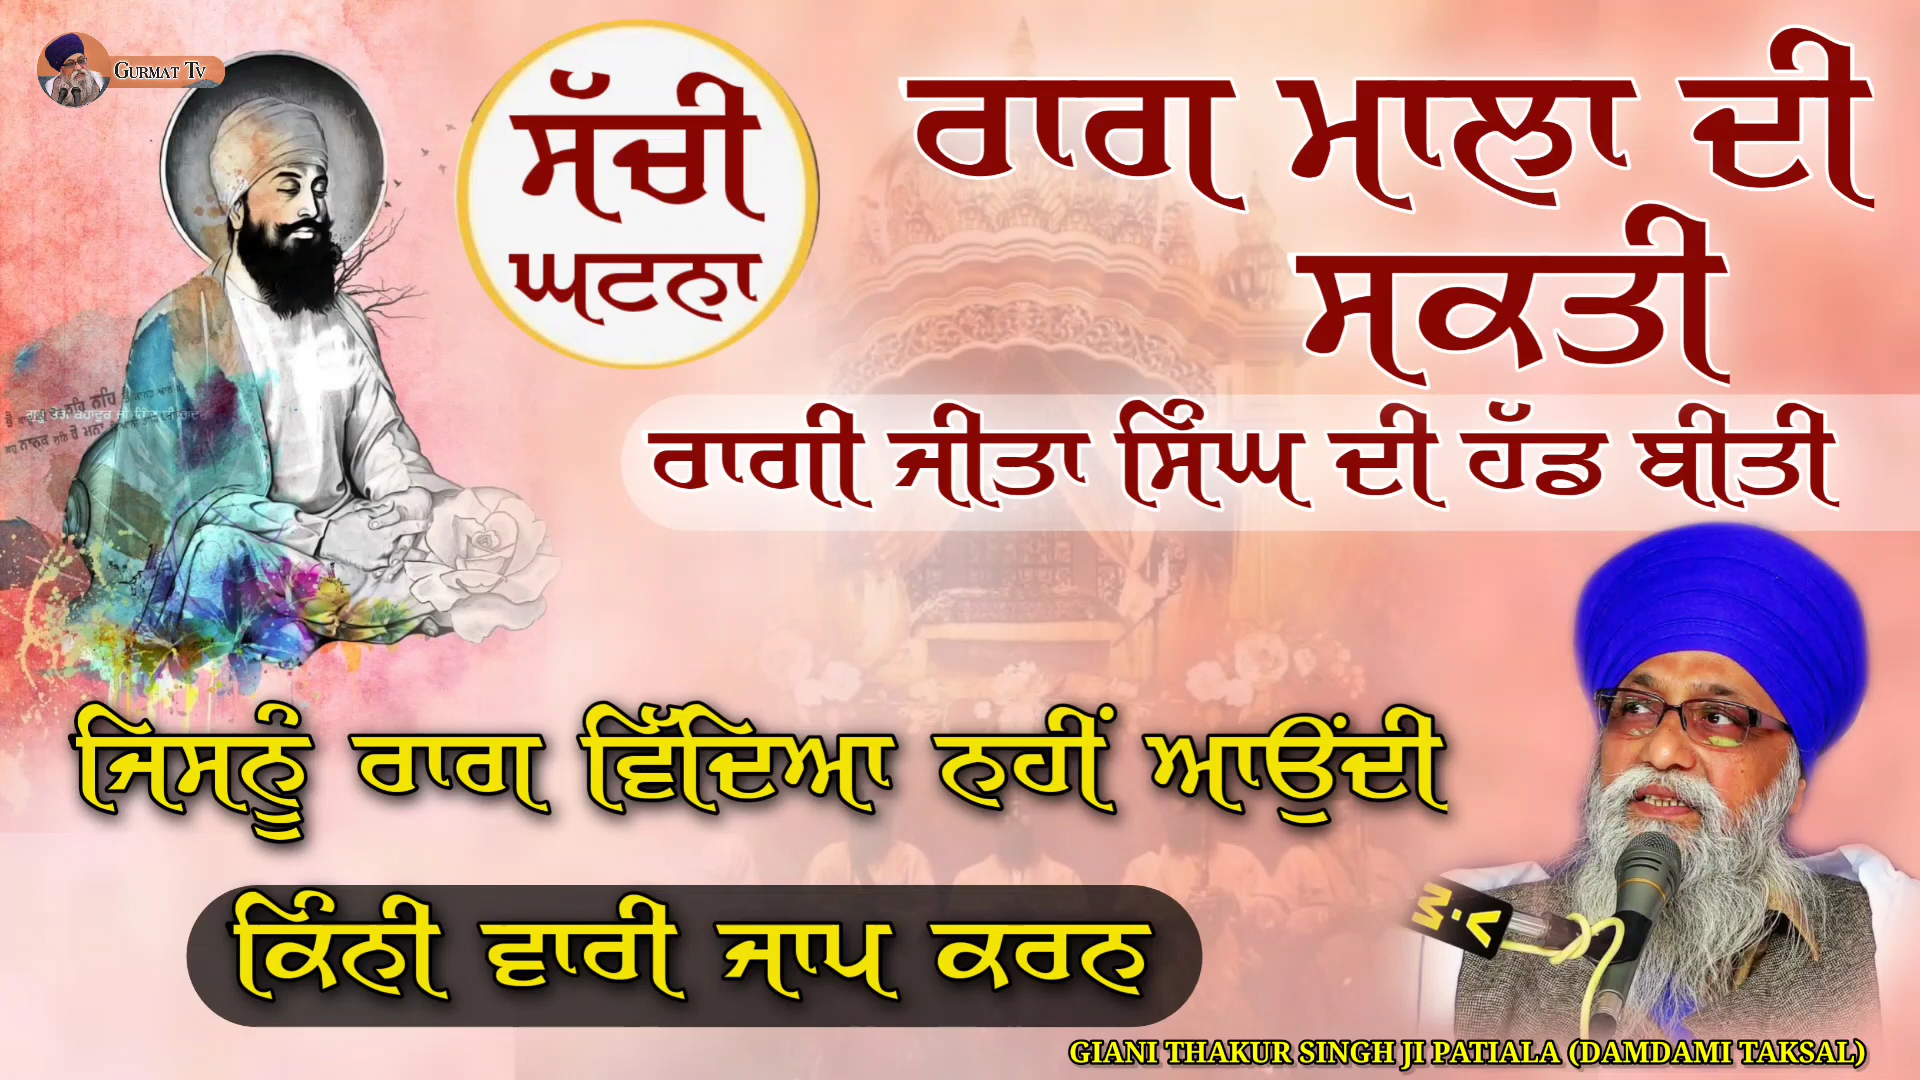 GURMAT TV
ਸੱਚੀ
ਘਟਨਾ
ਰਾਗ ਮਾਲਾ ਦੀ
ਸਕਤੀ
ਰਾਗੀ ਜੀਤਾ ਸਿੰਘ ਦੀ ਹੱਡ ਬੀਤੀ
ਜਿਸਨੂੰ ਰਾਗ ਵਿੱਦਿਆ ਨਹੀਂ ਆਉਂਦੀ
ਕਿੰਨੀ ਵਾਰੀ ਜਾਪ ਕਰਨ
M.V
GIANI THAKUR SINGH JI PATIALA (DAMDAMI TAKSAL)